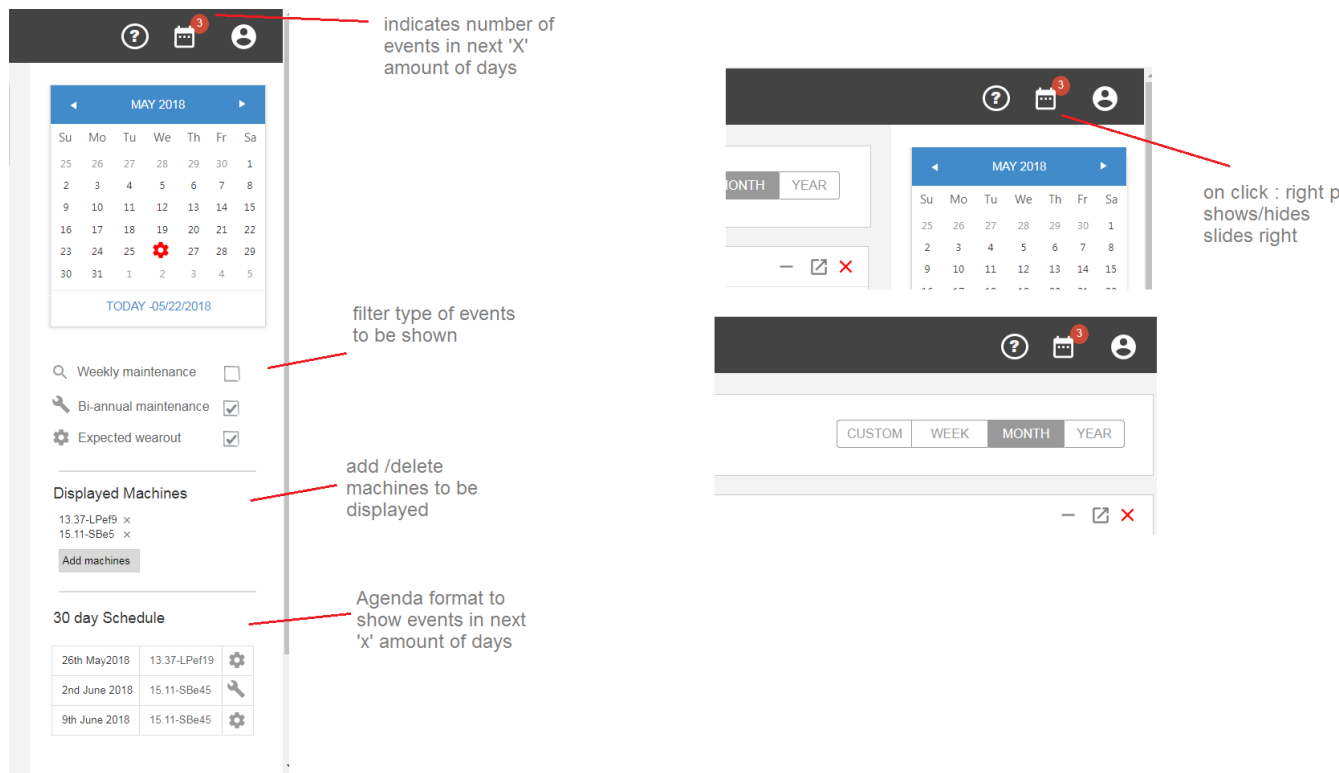 3
indicates number of
events in next 'X'
amount of days
MAY 2018
Su Mo Tu We Th Fr Sa
25 26 27 28 29 30 1
2 3 4 5 6 7 8
9 10 11 12 13 14 15
16 17 18 19 20 21 22
23 24 25 27 28 29
30 31 1 2 3 4 5
TODAY -05/22/2018
filter type of events
to be shown
Weekly maintenance
Bi-annual maintenance
Expected wearout
add /delete
machines to be
displayed
Displayed Machines
13.37-LPef9 ×
15.11-SBe5 ×
Add machines
Agenda format to
show events in next
'x' amount of days
30 day Schedule
26th May2018 13.37-LPef19
2nd June 2018 15.11-SBe45
9th June 2018 15.11-SBe45
?
3
MONTH YEAR
MAY 2018
Su Mo Tu We Th Fr Sa
25 26 27 28 29 30 1
2 3 4 5 6 7 8
9 10 11 12 13 14 15
on click : right p
shows/hides
slides right
?
3
CUSTOM WEEK MONTH YEAR